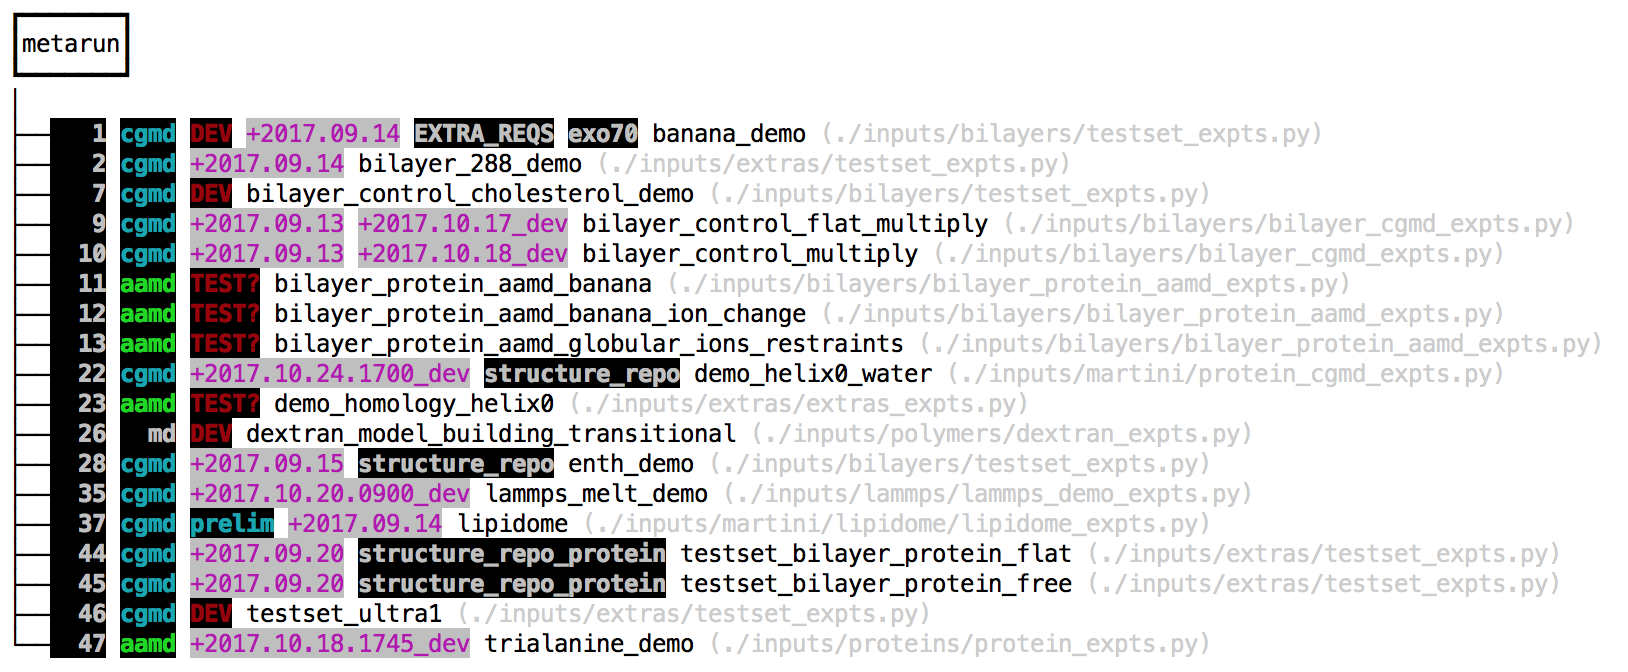 metarun
1 cgmd DEV +2017.09.14 EXTRA_REQS exo70 banana_demo (./inputs/bilayers/testset_expts.py)
2 cgmd +2017.09.14 bilayer_288_demo (./inputs/extras/testset_expts.py)
7 cgmd DEV bilayer_control_cholesterol_demo (./inputs/bilayers/testset_expts.py)
9 cgmd +2017.09.13 +2017.10.17_dev bilayer_control_flat_multiply (./inputs/bilayers/bilayer_cgmd_expts.py)
10 cgmd +2017.09.13 +2017.10.18_dev bilayer_control_multiply (./inputs/bilayers/bilayer_cgmd_expts.py)
11 aamd TEST? bilayer_protein_aamd_banana (./inputs/bilayers/bilayer_protein_aamd_expts.py)
12 aamd TEST? bilayer_protein_aamd_banana_ion_change (./inputs/bilayers/bilayer_protein_aamd_expts.py)
13 aamd TEST? bilayer_protein_aamd_globular_ions_restraints (./inputs/bilayers/bilayer_protein_aamd_expts.py)
22 cgmd +2017.10.24.1700_dev structure_repo demo_helix0_water (./inputs/martini/protein_cgmd_expts.py)
23 aamd TEST? demo_homology_helix0 (./inputs/extras/extras_expts.py)
26 md DEV dextran_model_building_transitional (./inputs/polymers/dextran_expts.py)
28 cgmd +2017.09.15 structure_repo enth_demo (./inputs/bilayers/testset_expts.py)
35 cgmd +2017.10.20.0900_dev lammps_melt_demo (./inputs/lammps/lammps_demo_expts.py)
37 cgmd prelim +2017.09.14 lipidome (./inputs/martini/lipidome/lipidome_expts.py)
44 cgmd +2017.09.20 structure_repo_protein testset_bilayer_protein_flat (./inputs/extras/testset_expts.py)
45 cgmd +2017.09.20 structure_repo_protein testset_bilayer_protein_free (./inputs/extras/testset_expts.py)
46 cgmd DEV testset_ultra1 (./inputs/extras/testset_expts.py)
47 aamd +2017.10.18.1745_dev trialanine_demo (./inputs/proteins/protein_expts.py)